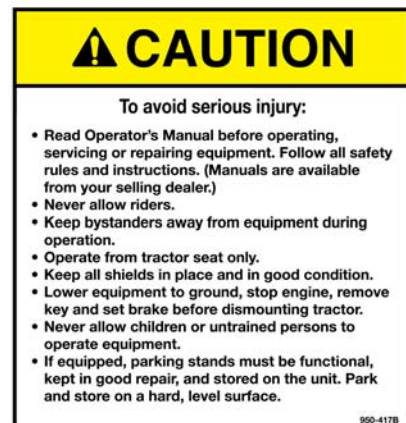 CAUTION
To avoid serious injury:
• Read Operator's Manual before operating,
servicing or repairing equipment. Follow all safety
rules and instructions. (Manuals are available
from your selling dealer.)
• Never allow riders.
• Keep bystanders away from equipment during
operation.
• Operate from tractor seat only.
• Keep all shields in place and in good condition.
• Lower equipment to ground, stop engine, remove
key and set brake before dismounting tractor.
• Never allow children or untrained persons to
operate equipment.
• If equipped, parking stands must be functional,
kept in good repair, and stored on the unit. Park
and store on a hard, level surface.
950-417B